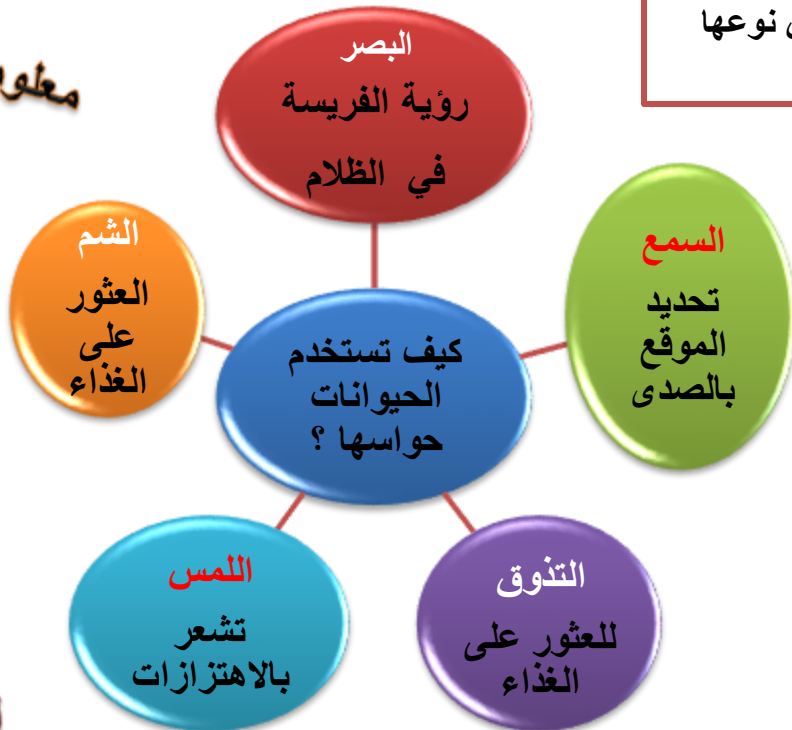 نوعها
البصر
رؤية الفريسة
في الظلام
السمع
تحديد
الموقع
بالصدى
الشم
العثور
على
الغذاء
كيف تستخدم
الحيوانات
حواسها ؟
التذوق
للعثور على
الغذاء
اللمس
تشعر
بالاهتزازات